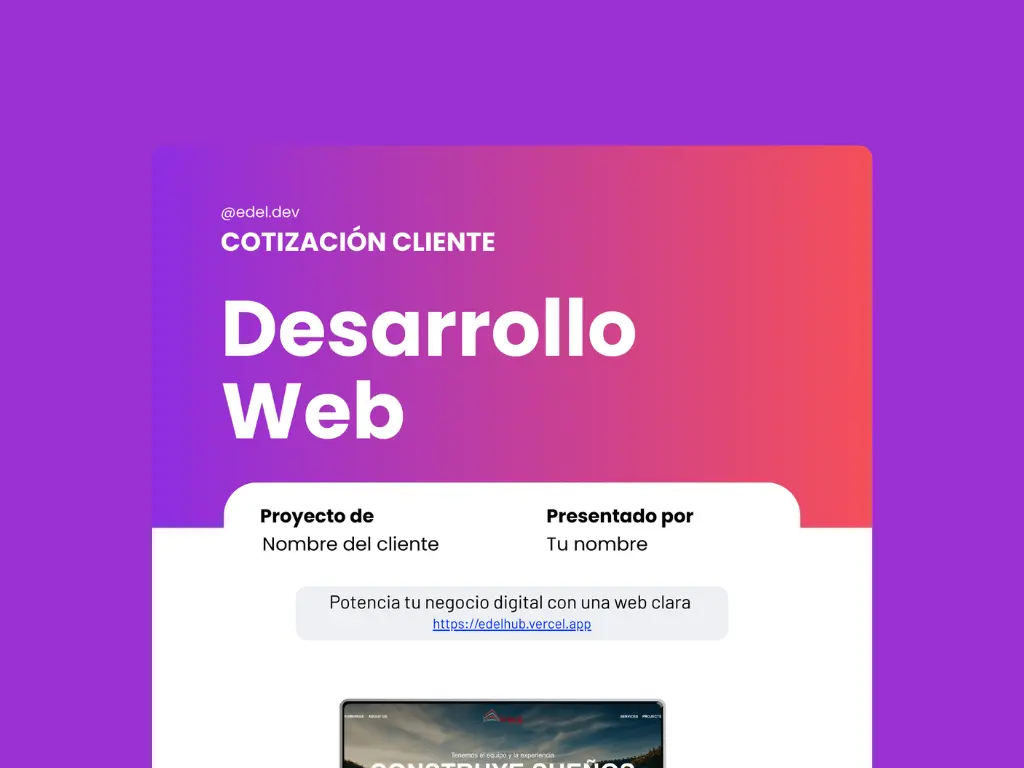 @edel.dev
COTIZACIÓN CLIENTE
Desarrollo
Web
Proyecto de
Presentado por
Nombre del cliente
Tu nombre
Potencia tu negocio digital con una web clara
https://edelhub.vercel.app
ABOUT US
SERVICES PROJECTS
Tenemos el equipo y la experiencia
CONSTRUYE SUEÑOS